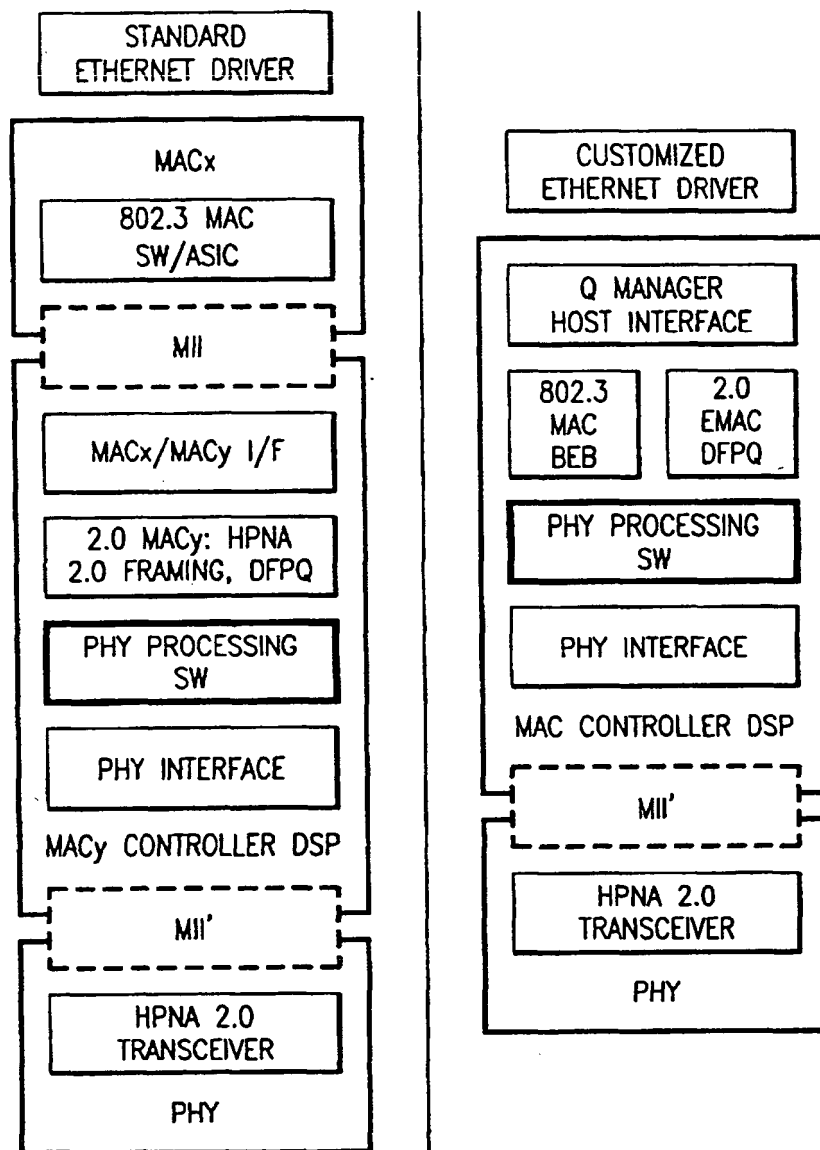 STANDARD
ETHERNET DRIVER
MACx
802.3 MAC
SW/ASIC
MII
MACx/MACy I/F
2.0 MACy: HPNA
2.0 FRAMING, DFPQ
PHY PROCESSING
SW
PHY INTERFACE
MACy CONTROLLER DSP
MII'
HPNA 2.0
TRANSCEIVER
PHY
CUSTOMIZED
ETHERNET DRIVER
Q MANAGER
HOST INTERFACE
802.3
MAC
BEB
2.0
EMAC
DFPQ
PHY PROCESSING
SW
PHY INTERFACE
MAC CONTROLLER DSP
MII'
HPNA 2.0
TRANSCEIVER
PHY